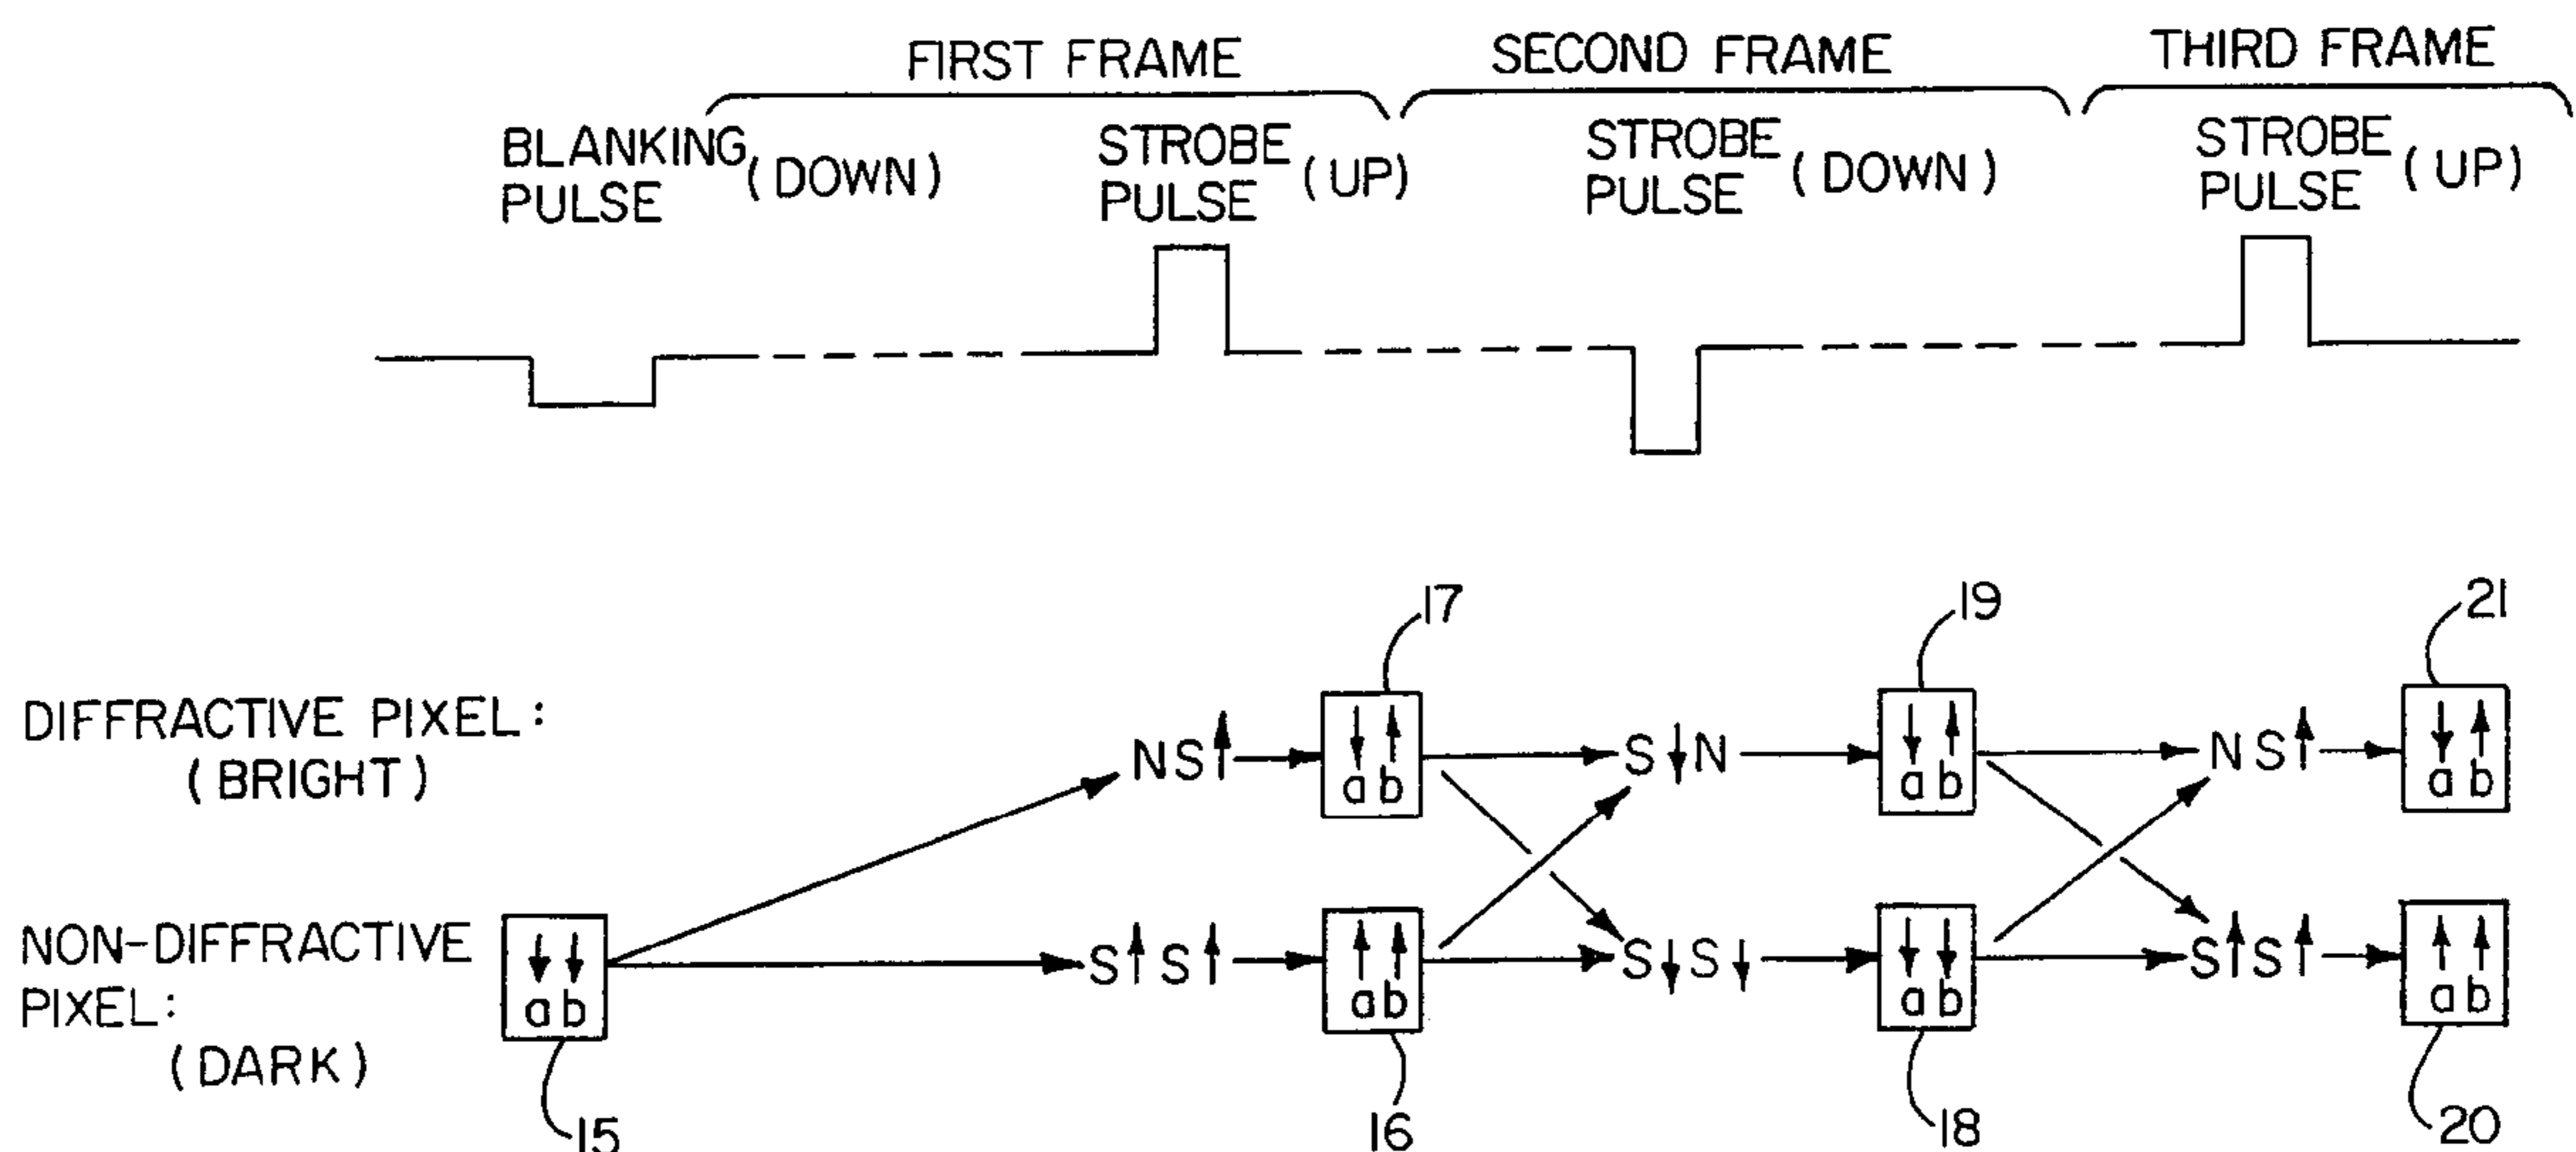 FIRST FRAME
SECOND FRAME
THIRD FRAME
BLANKING PULSE (DOWN)
STROBE PULSE (UP)
STROBE PULSE (DOWN)
STROBE PULSE (UP)
17
19
21
DIFFRACTIVE PIXEL:
(BRIGHT)
NS↑
↓↑
ab
S↓N
↓↑
ab
NS↑
↓↑
ab
NON-DIFFRACTIVE
PIXEL:
(DARK)
↓↓
ab
S↑S↑
↑↑
ab
S↓S↓
↓↓
ab
S↑S↑
↑↑
ab
15
16
18
20